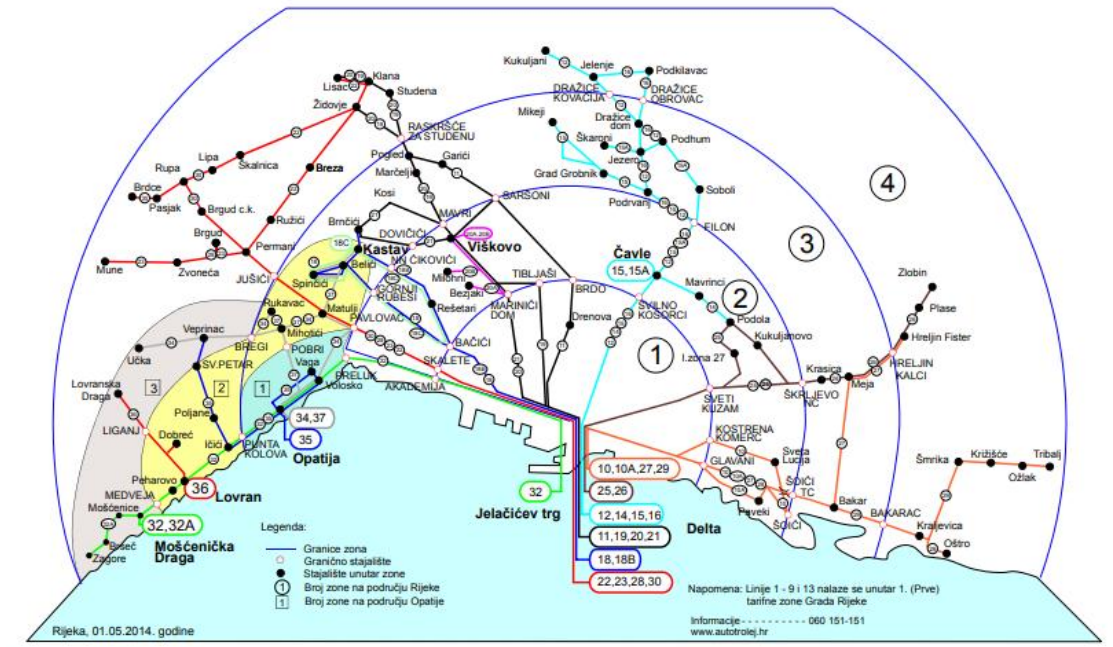 Kukuljani
Jelenje
Podkilavac
DRAŽICE
KOVAČIJA
DRAŽICE
OBROVAC
Lisac
Klana
Studena
Židovje
Mikeji
Dražice
dom
Škaroni
Podhum
RASKRŠĆE
ZA STUDENU
Jezero
Pogled
Garići
Lipa
Škalnica
Rupa
Breza
Marčelji
Grad Grobnik
4
Brdce
Pasjak
Kosi
SARSONI
Podrvanj
Soboli
Brgud c.k.
Ružići
Brnčići
MAVRI
FILON
Brgud
DOVIČIĆI
18C
Kastav
20A,20B
Viškovo
3
Permani
Čavle
Mune
Zvoneća
Belići
NN ĆIKOVIĆI
Milohni
TIBLJAŠI
15,15A
Zlobin
JUŠIĆI
Spinčići
GORNJI
RUBEŠI
Bezjaki
MARINIĆI
DOM
BRDO
Mavrinci
2
Plase
Rukavac
Matulji
Rešetari
SVILNO
KOSORCI
Podola
Veprinac
Mihotići
PAVLOVAC
Drenova
Kukuljanovo
Hreljin Fister
BREGI
POBRI
BAČIĆI
1
I.zona 27
Učka
SV.PETAR
Vaga
PRELUK
SKALETE
Krasica
HRELJIN
KALCI
Lovranska
Draga
3
2
1
Volosko
AKADEMIJA
SVETI
KUZAM
ŠKRLJEVO
NC
Meja
Poljane
34,37
LIGANJ
Dobreć
Ičići
PUNTA
KOLOVA
35
KOSTRENA
KOMERC
Opatija
Sveta
Lucija
Šmrika
Križišće
Tribalj
Peharovo
10,10A,27,29
GLAVANI
Ožlak
36
Lovran
32
25,26
ŠOIĆI
TC
MEDVEJA
Mošćenice
Jelačićev trg
12,14,15,16
Paveki
Bakar
32,32A
Delta
ŠOIĆI
BAKARAC
Mošćenička
Draga
11,19,20,21
Kraljevica
Brseč
Zagore
18,18B
Oštro
22,23,28,30
Legenda:
Granice zona
Granično stajalište
Stajalište unutar zone
1 Broj zone na području Rijeke
1 Broj zone na području Opatije
Napomena: Linije 1 - 9 i 13 nalaze se unutar 1. (Prve)
tarifne zone Grada Rijeke
Informacije - - - - - - - - - - 060 151-151
www.autotrolej.hr
Rijeka, 01.05.2014. godine